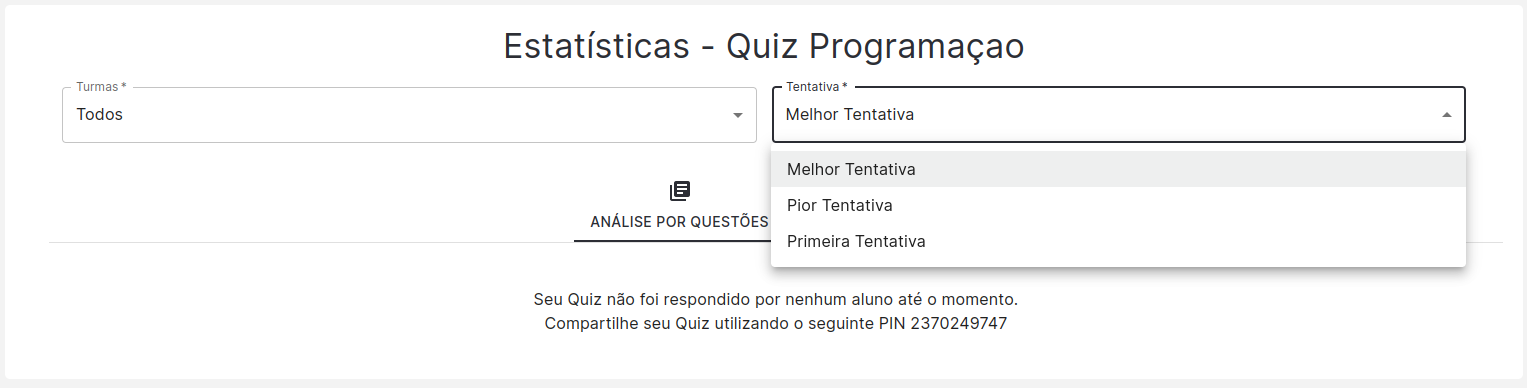 Estatísticas - Quiz Programaçao
Turmas *
Todos
Tentativa *
Melhor Tentativa
Melhor Tentativa
Pior Tentativa
Primeira Tentativa
ANÁLISE POR QUESTÕES
Seu Quiz não foi respondido por nenhum aluno até o momento.
Compartilhe seu Quiz utilizando o seguinte PIN 2370249747